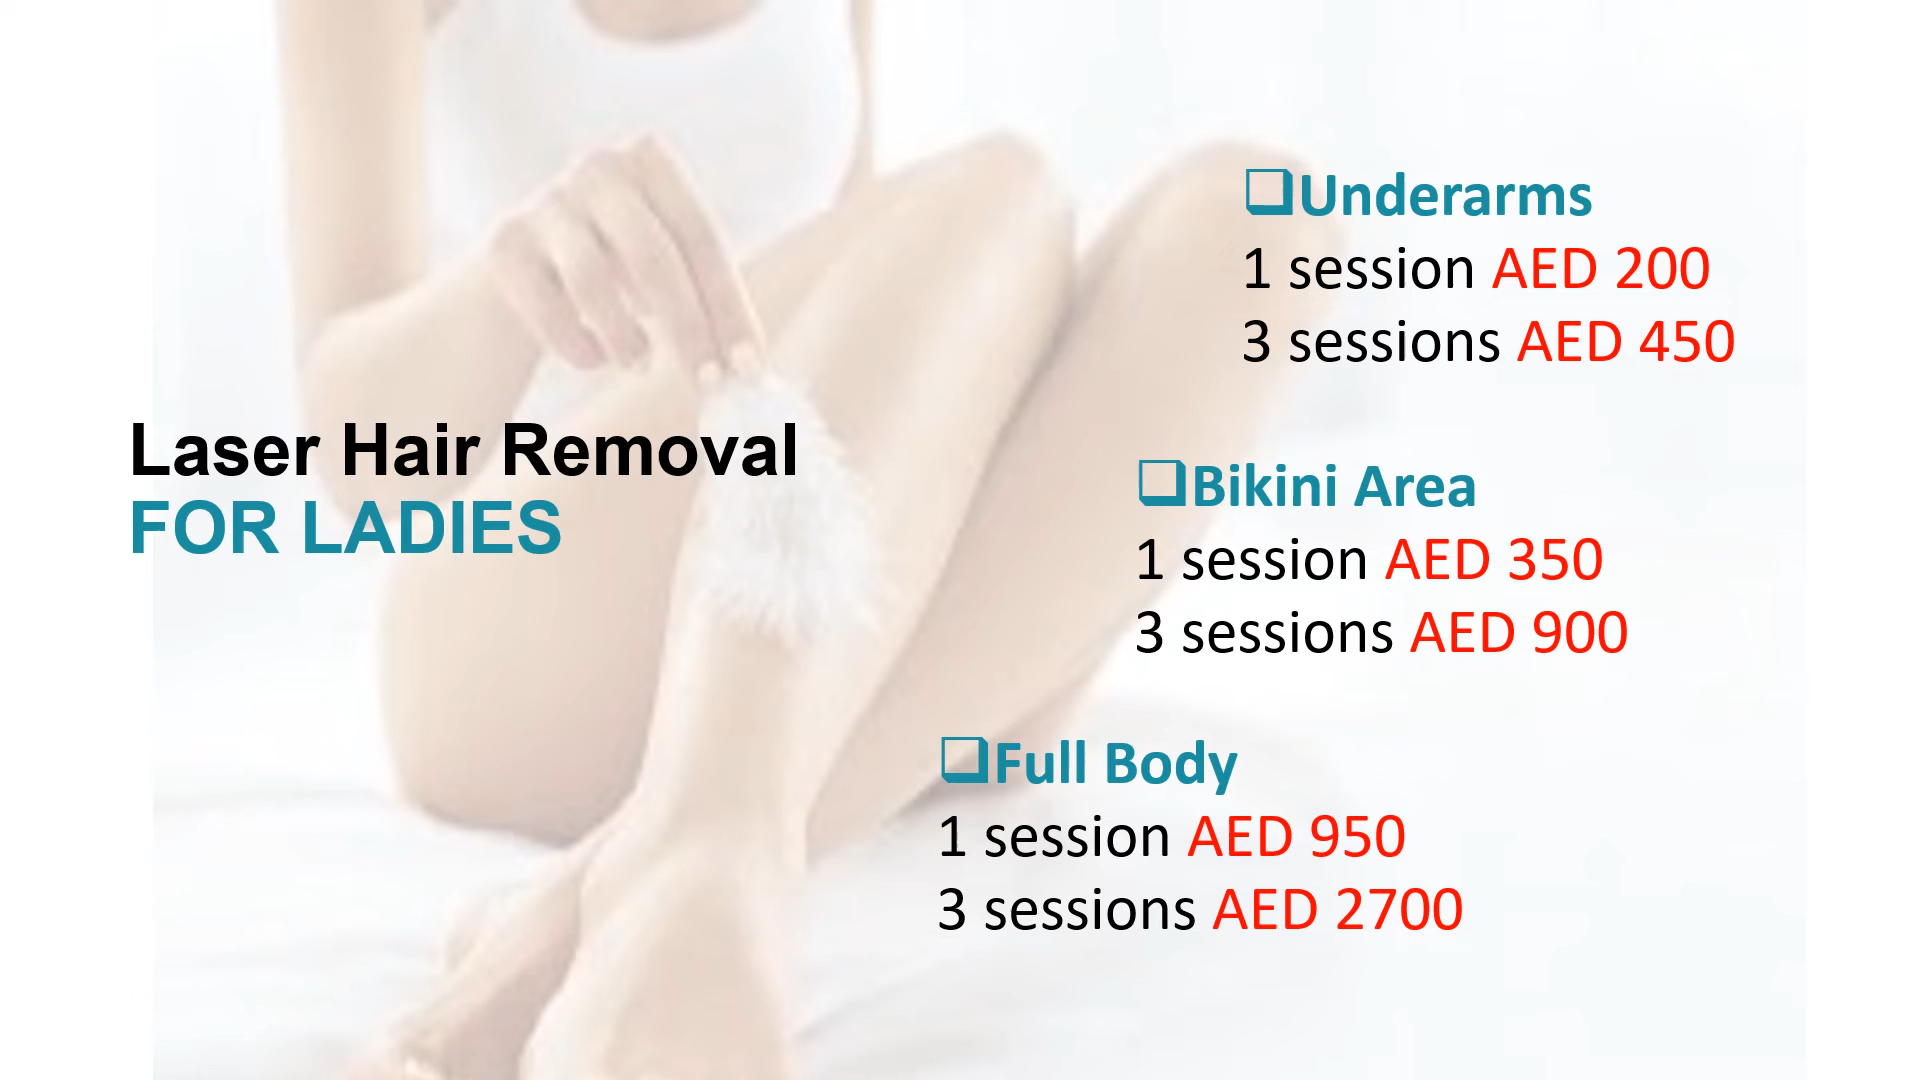 Laser Hair Removal
FOR LADIES
❑Underarms
1 session AED 200
3 sessions AED 450
❑Bikini Area
1 session AED 350
3 sessions AED 900
❑Full Body
1 session AED 950
3 sessions AED 2700